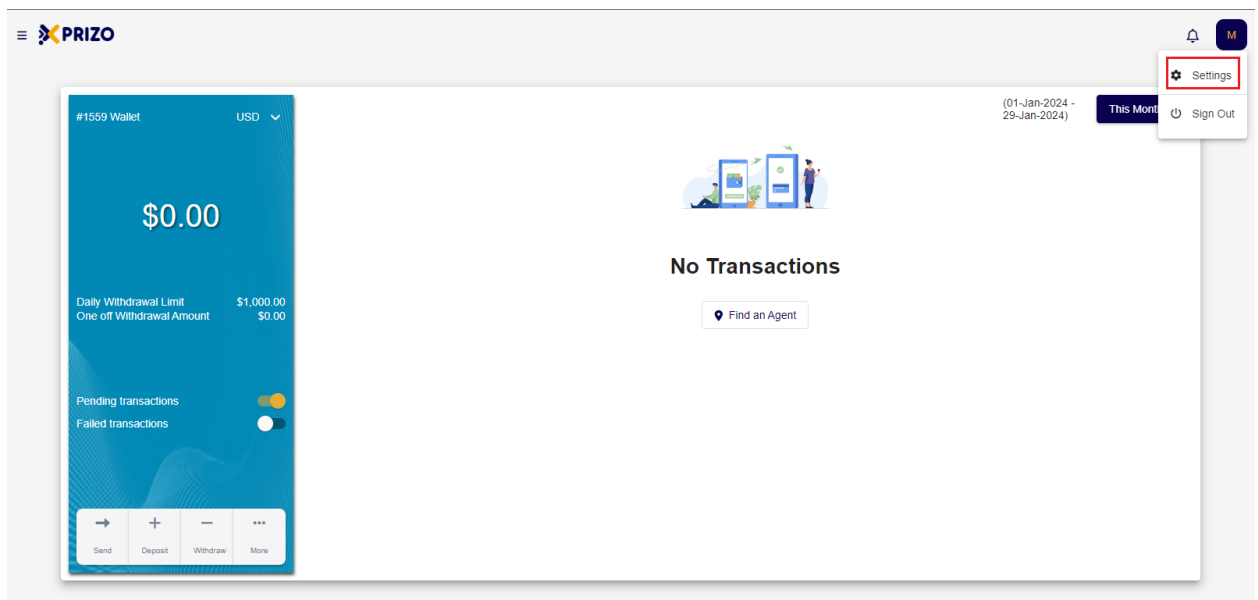 XPRIZO
M
Settings
Sign Out
#1559 Wallet
USD
(01-Jan-2024 -
29-Jan-2024)
This Mont
$0.00
No Transactions
Find an Agent
Daily Withdrawal Limit
$1,000.00
One off Withdrawal Amount
$0.00
Pending transactions
Failed transactions
Send
Deposit
Withdraw
More